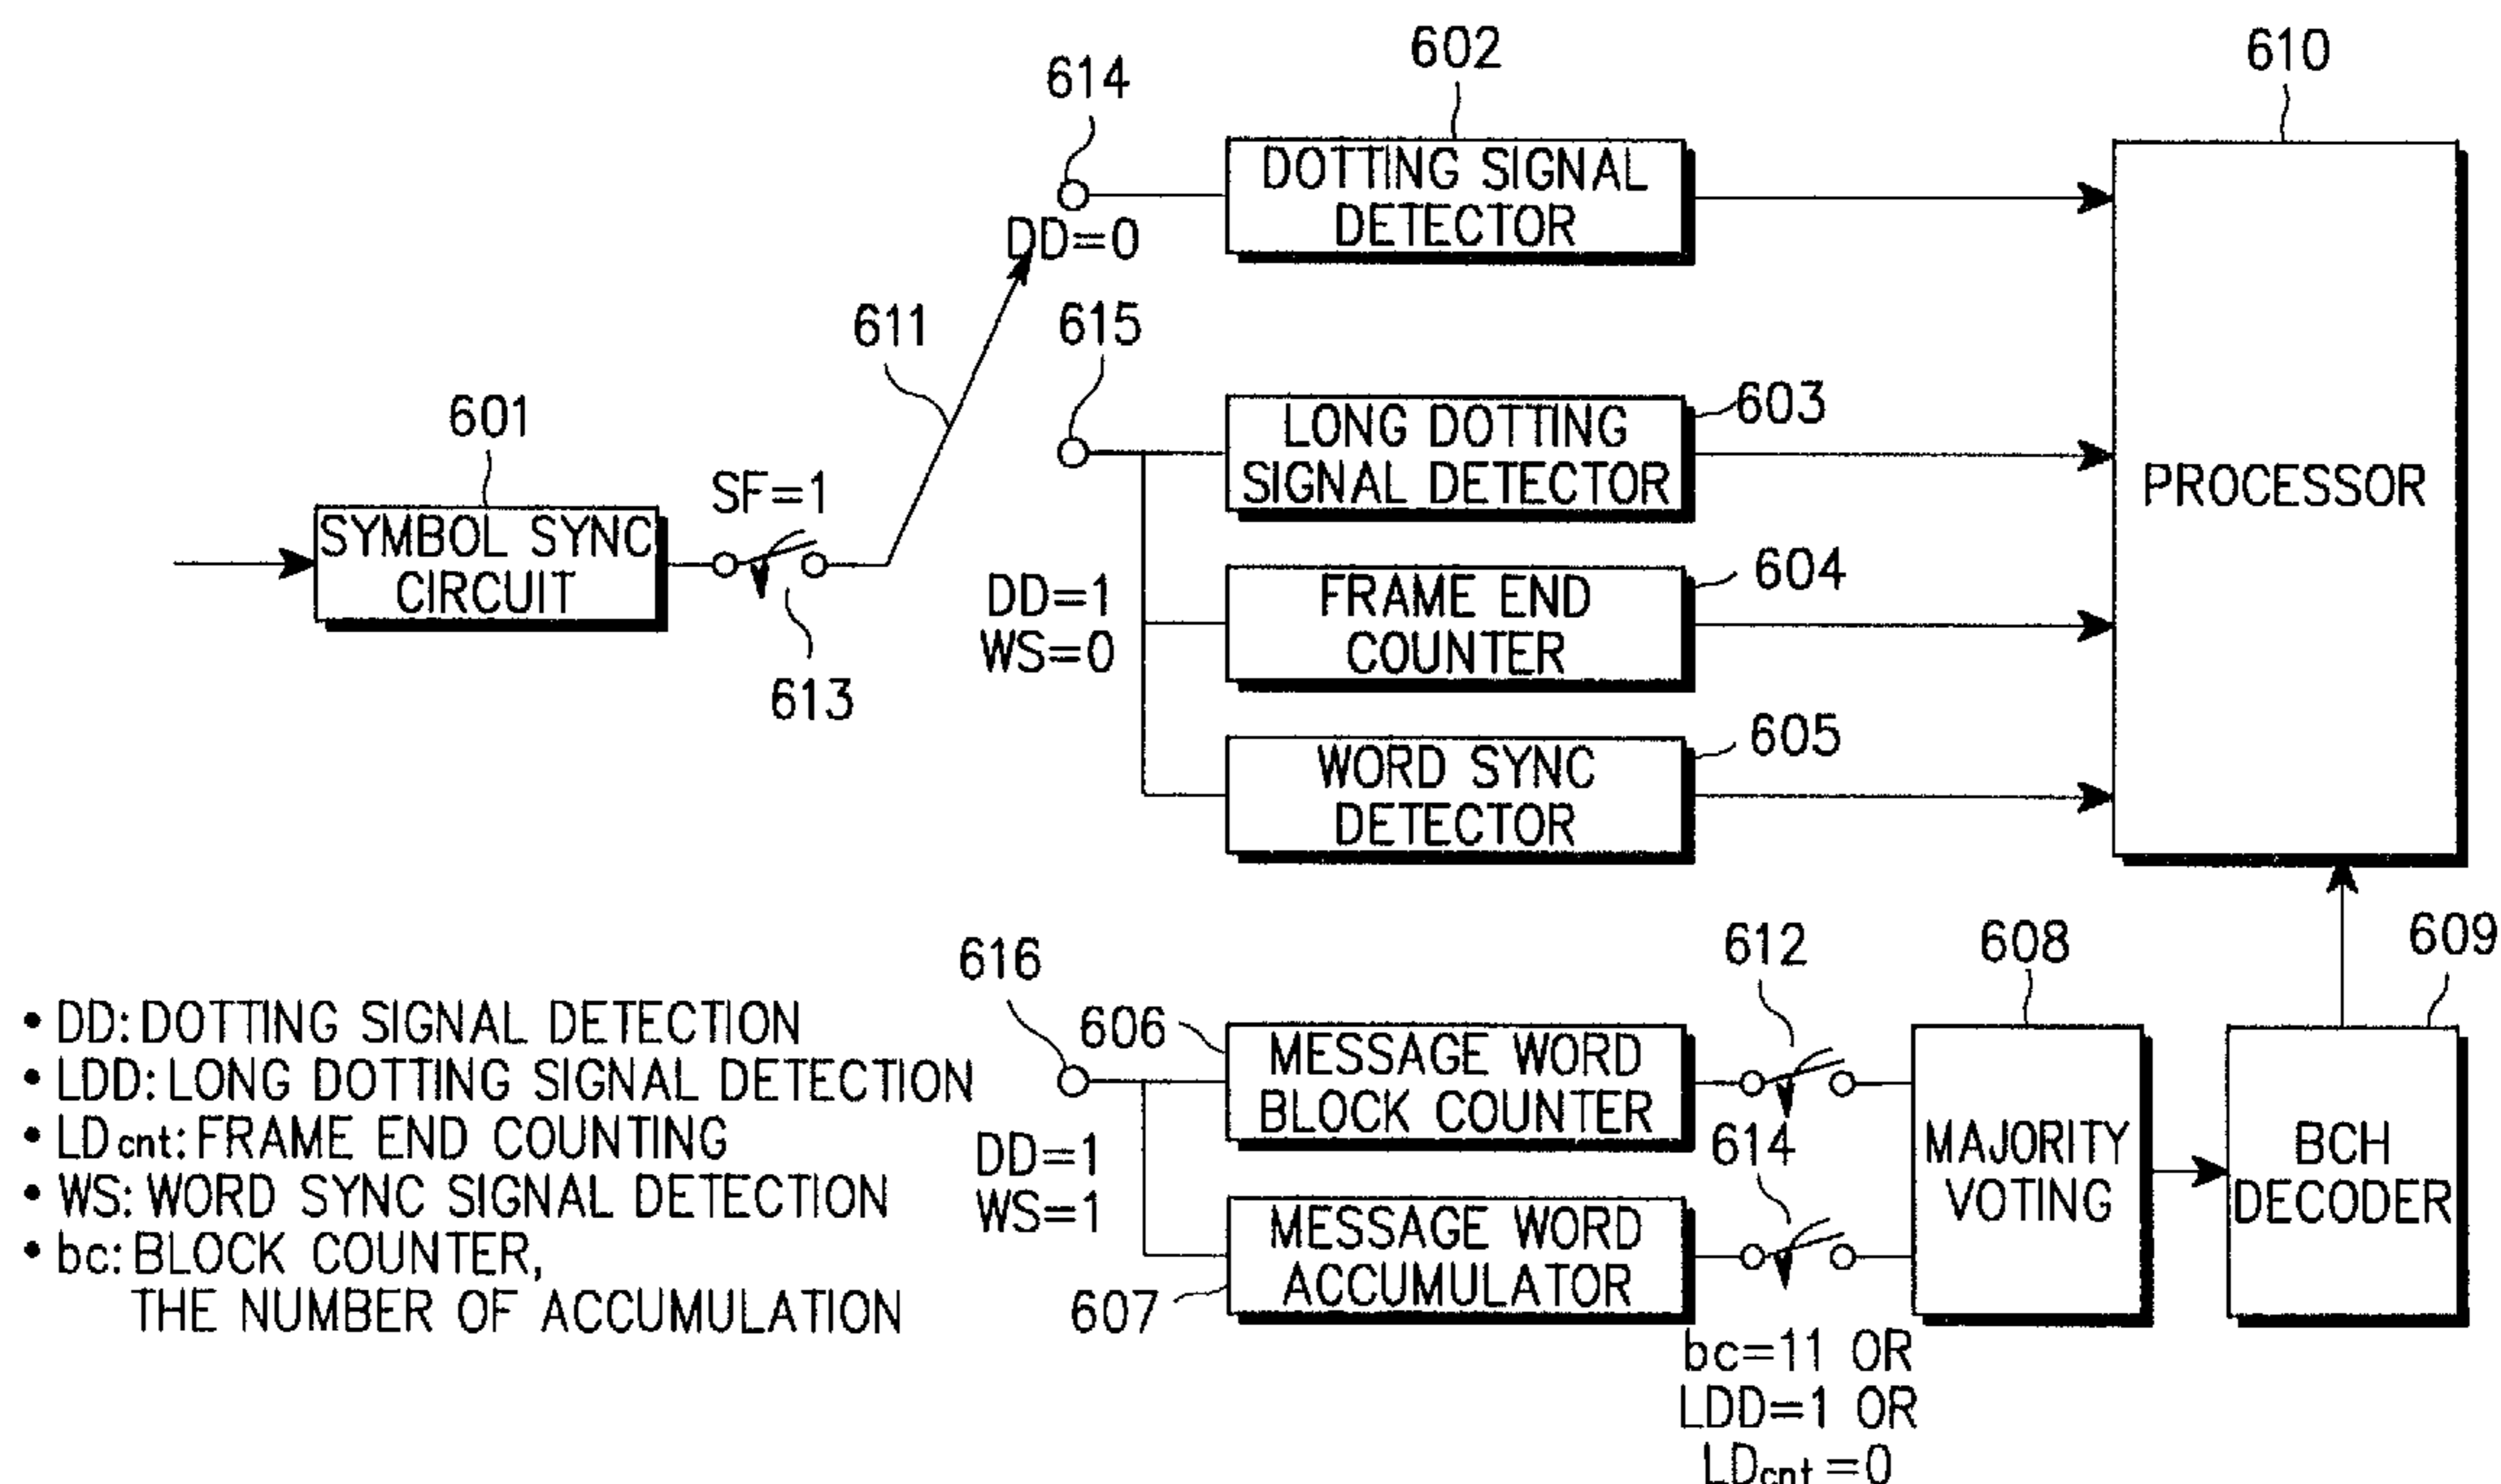 602
610
614
DOTTING SIGNAL
DETECTOR
DD=0
611
615
603
LONG DOTTING
SIGNAL DETECTOR
PROCESSOR
601
SF=1
SYMBOL SYNC
CIRCUIT
613
604
DD=1
WS=0
FRAME END
COUNTER
605
WORD SYNC
DETECTOR
616
606
612
608
609
MESSAGE WORD
BLOCK COUNTER
614
DD=1
WS=1
MESSAGE WORD
ACCUMULATOR
607
MAJORITY
VOTING
BCH
DECODER
bc=11 OR
LDD=1 OR
LDcnt=0
• DD: DOTTING SIGNAL DETECTION
• LDD: LONG DOTTING SIGNAL DETECTION
• LDcnt: FRAME END COUNTING
• WS: WORD SYNC SIGNAL DETECTION
• bc: BLOCK COUNTER,
THE NUMBER OF ACCUMULATION